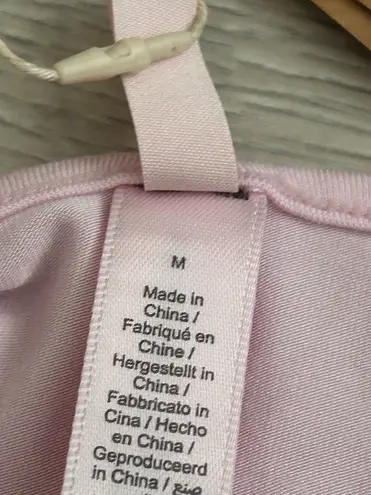 M
Made in
China /
Fabriqué en
Chine /
Hergestellt in
China /
Fabbricato in
Cina / Hecho
en China /
Geproduceerd
in China /